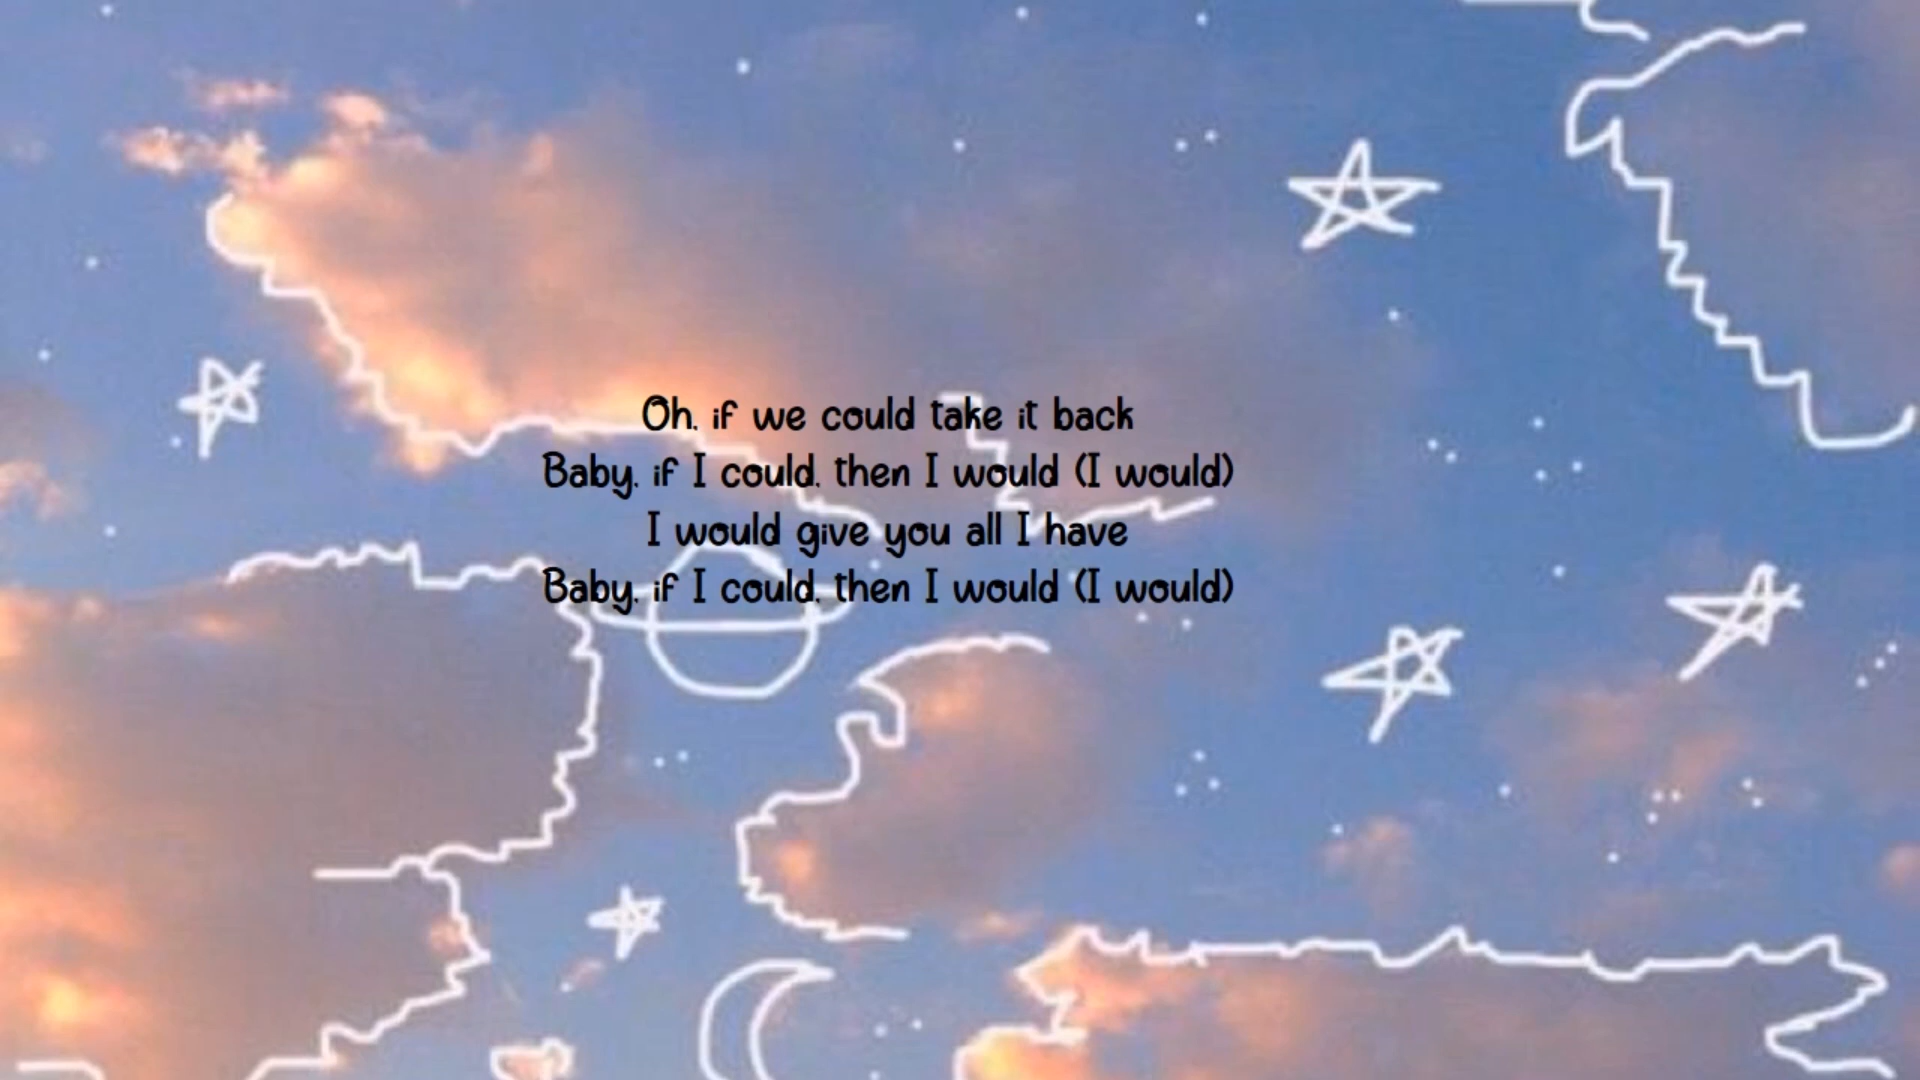 Oh, if we could take it back
Baby, if I could, then I would (I would)
I would give you all I have
Baby, if I could, then I would (I would)